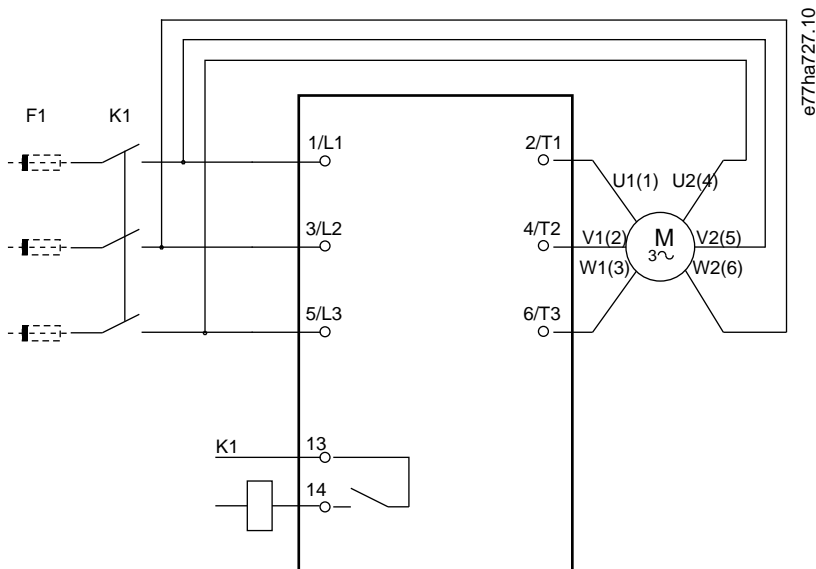 e77ha727.10
F1 K1
1/L1 2/T1
U1(1) U2(4)
3/L2 4/T2
V1(2) M V2(5)
3~
W1(3) W2(6)
5/L3 6/T3
K1 13
14